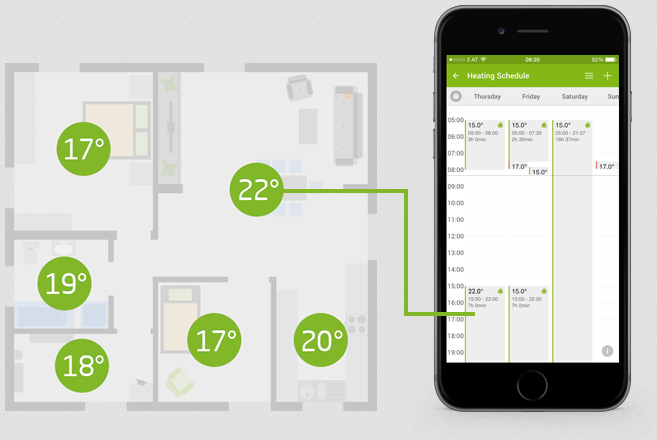 17°
22°
19°
17°
20°
18°
3 AT 09:20 92%
Heating Schedule
Thursday Friday Saturday Sun
05:00
06:00
07:00
08:00
09:00
10:00
11:00
12:00
13:00
14:00
15:00
16:00
17:00
18:00
19:00
15.0° 15.0° 15.0°
05:00 - 08:00 05:00 - 07:30 05:00 - 21:37
3h 0min 2h 30min 16h 37min
17.0° 17.0°
15.0°
22.0° 15.0°
15:00 - 22:00 15:00 - 22:00
7h 0min 7h 0min
i